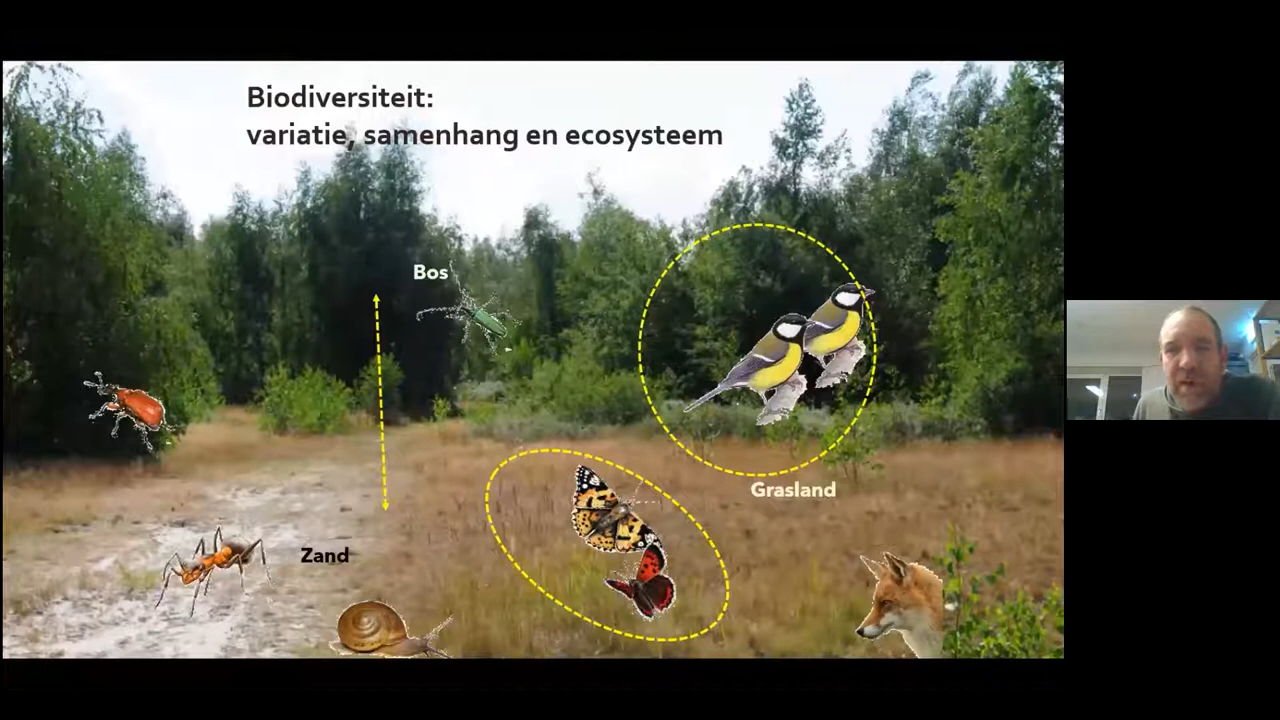 Biodiversiteit:
variatie, samenhang en ecosysteem
Bos
Grasland
Zand